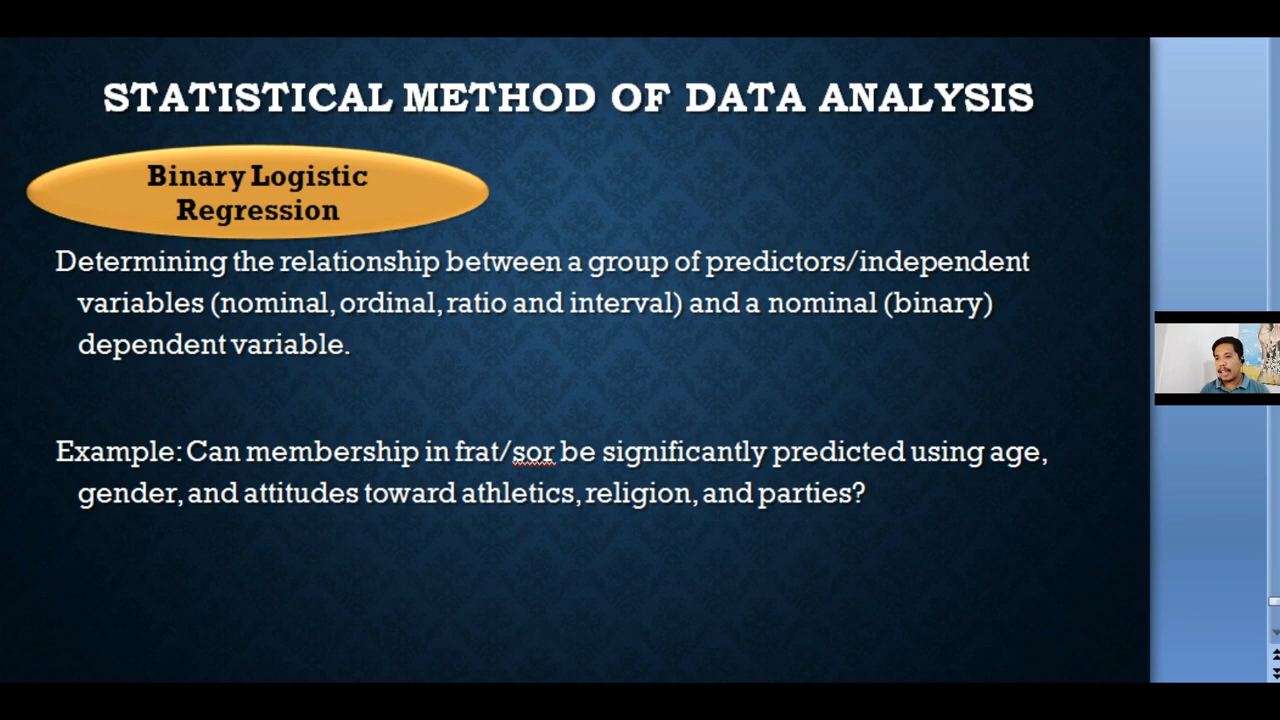 STATISTICAL METHOD OF DATA ANALYSIS
Binary Logistic
Regression
Determining the relationship between a group of predictors/independent
variables (nominal, ordinal, ratio and interval) and a nominal (binary)
dependent variable.
Example: Can membership in frat/sor be significantly predicted using age,
gender, and attitudes toward athletics, religion, and parties?